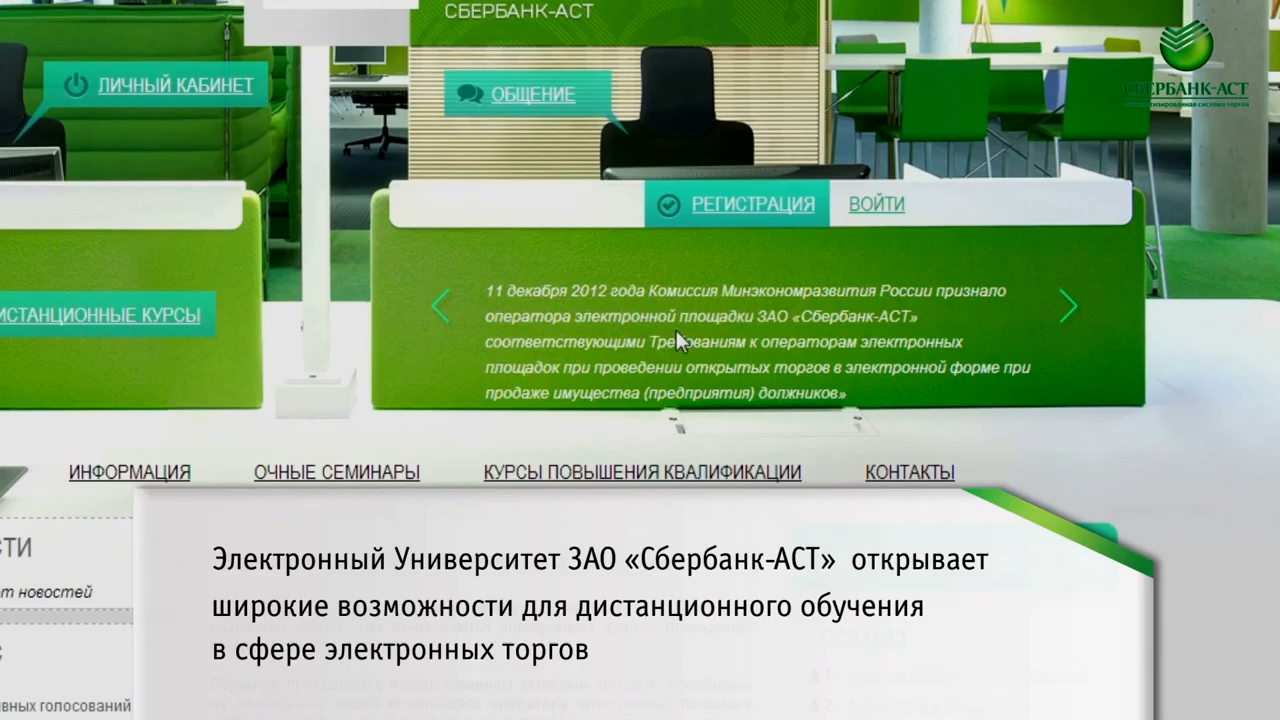 СБЕРБАНК-АСТ
ЛИЧНЫЙ КАБИНЕТ
ОБЩЕНИЕ
СБЕРБАНК-АСТ
РЕГИСТРАЦИЯ
ВОЙТИ
ИСТАНЦИОННЫЕ КУРСЫ
11 декабря 2012 года Комиссия Минэкономразвития России признало
оператора электронной площадки ЗАО «Сбербанк-АСТ»
соответствующими Требованиям к операторам электронных
площадок при проведении открытых торгов в электронной форме при
продаже имущества (предприятия) должников»
ИНФОРМАЦИЯ
ОЧНЫЕ СЕМИНАРЫ
КУРСЫ ПОВЫШЕНИЯ КВАЛИФИКАЦИИ
КОНТАКТЫ
СТИ
от новостей
вных голосований
Электронный Университет ЗАО «Сбербанк-АСТ» открывает
широкие возможности для дистанционного обучения
в сфере электронных торгов